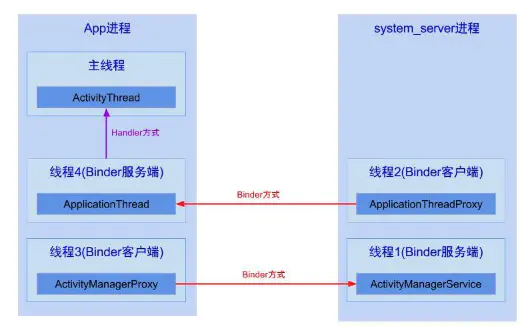 App进程
system_server进程
主线程
ActivityThread
Handler方式
线程4(Binder服务端)
线程2(Binder客户端)
ApplicationThread
Binder方式
ApplicationThreadProxy
线程3(Binder客户端)
线程1(Binder服务端)
ActivityManagerProxy
Binder方式
ActivityManagerService